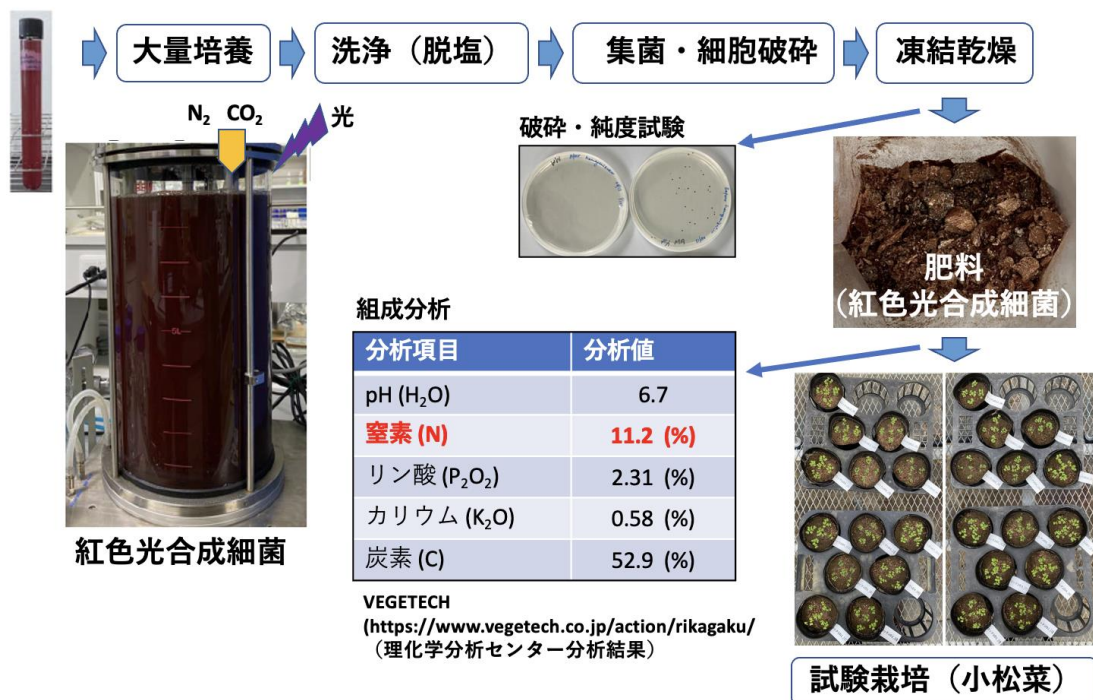 大量培養
洗浄（脱塩）
集菌・細胞破砕
凍結乾燥
N₂ CO₂
光
破砕・純度試験
5L
肥料
（紅色光合成細菌）
紅色光合成細菌
組成分析
分析項目 分析値
pH (H₂O) 6.7
窒素 (N) 11.2 (%)
リン酸 (P₂O₂) 2.31 (%)
カリウム (K₂O) 0.58 (%)
炭素 (C) 52.9 (%)
VEGETECH
(https://www.vegetech.co.jp/action/rikagaku/
（理化学分析センター分析結果）
試験栽培（小松菜）